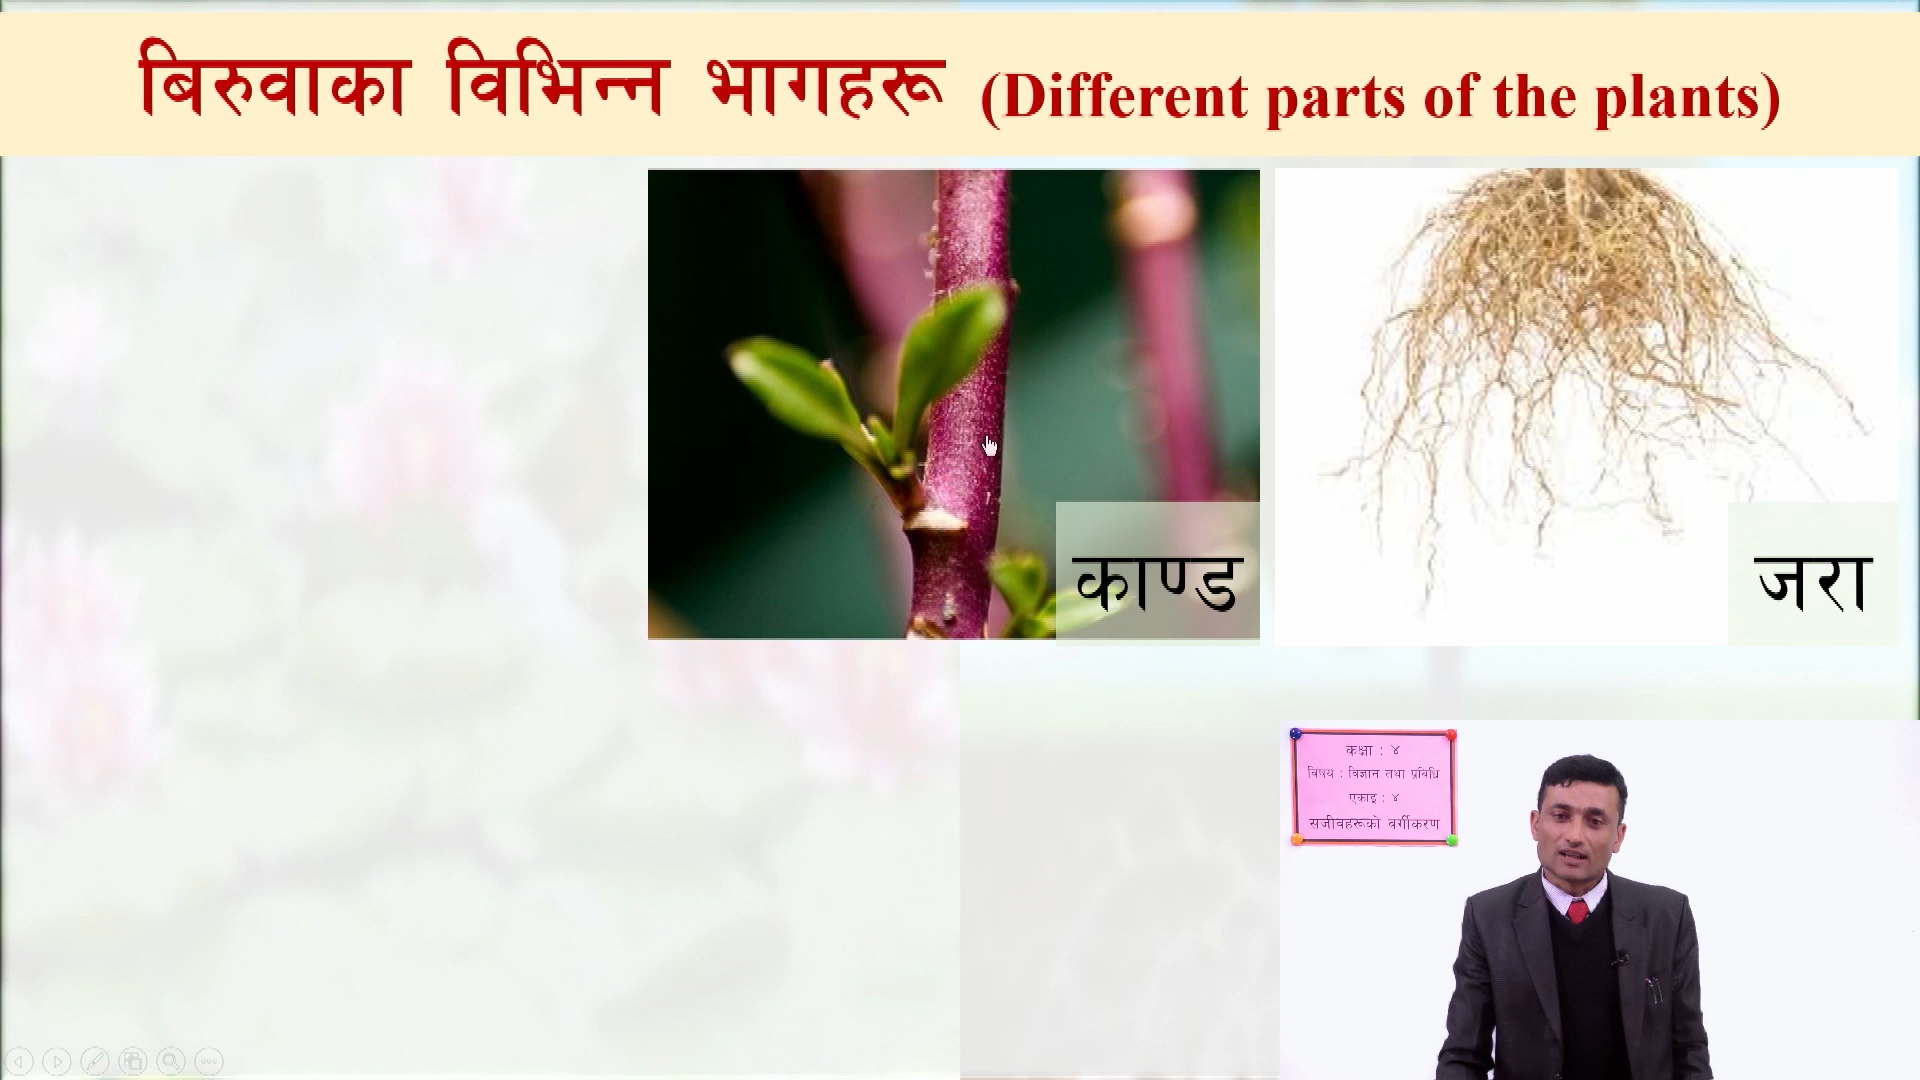 बिरुवाका विभिन्न भागहरू (Different parts of the plants)
काण्ड
जरा
कक्षा : ४
विषय : विज्ञान तथा प्रविधि
एकाइ : ४
सजीवहरूको वर्गीकरण